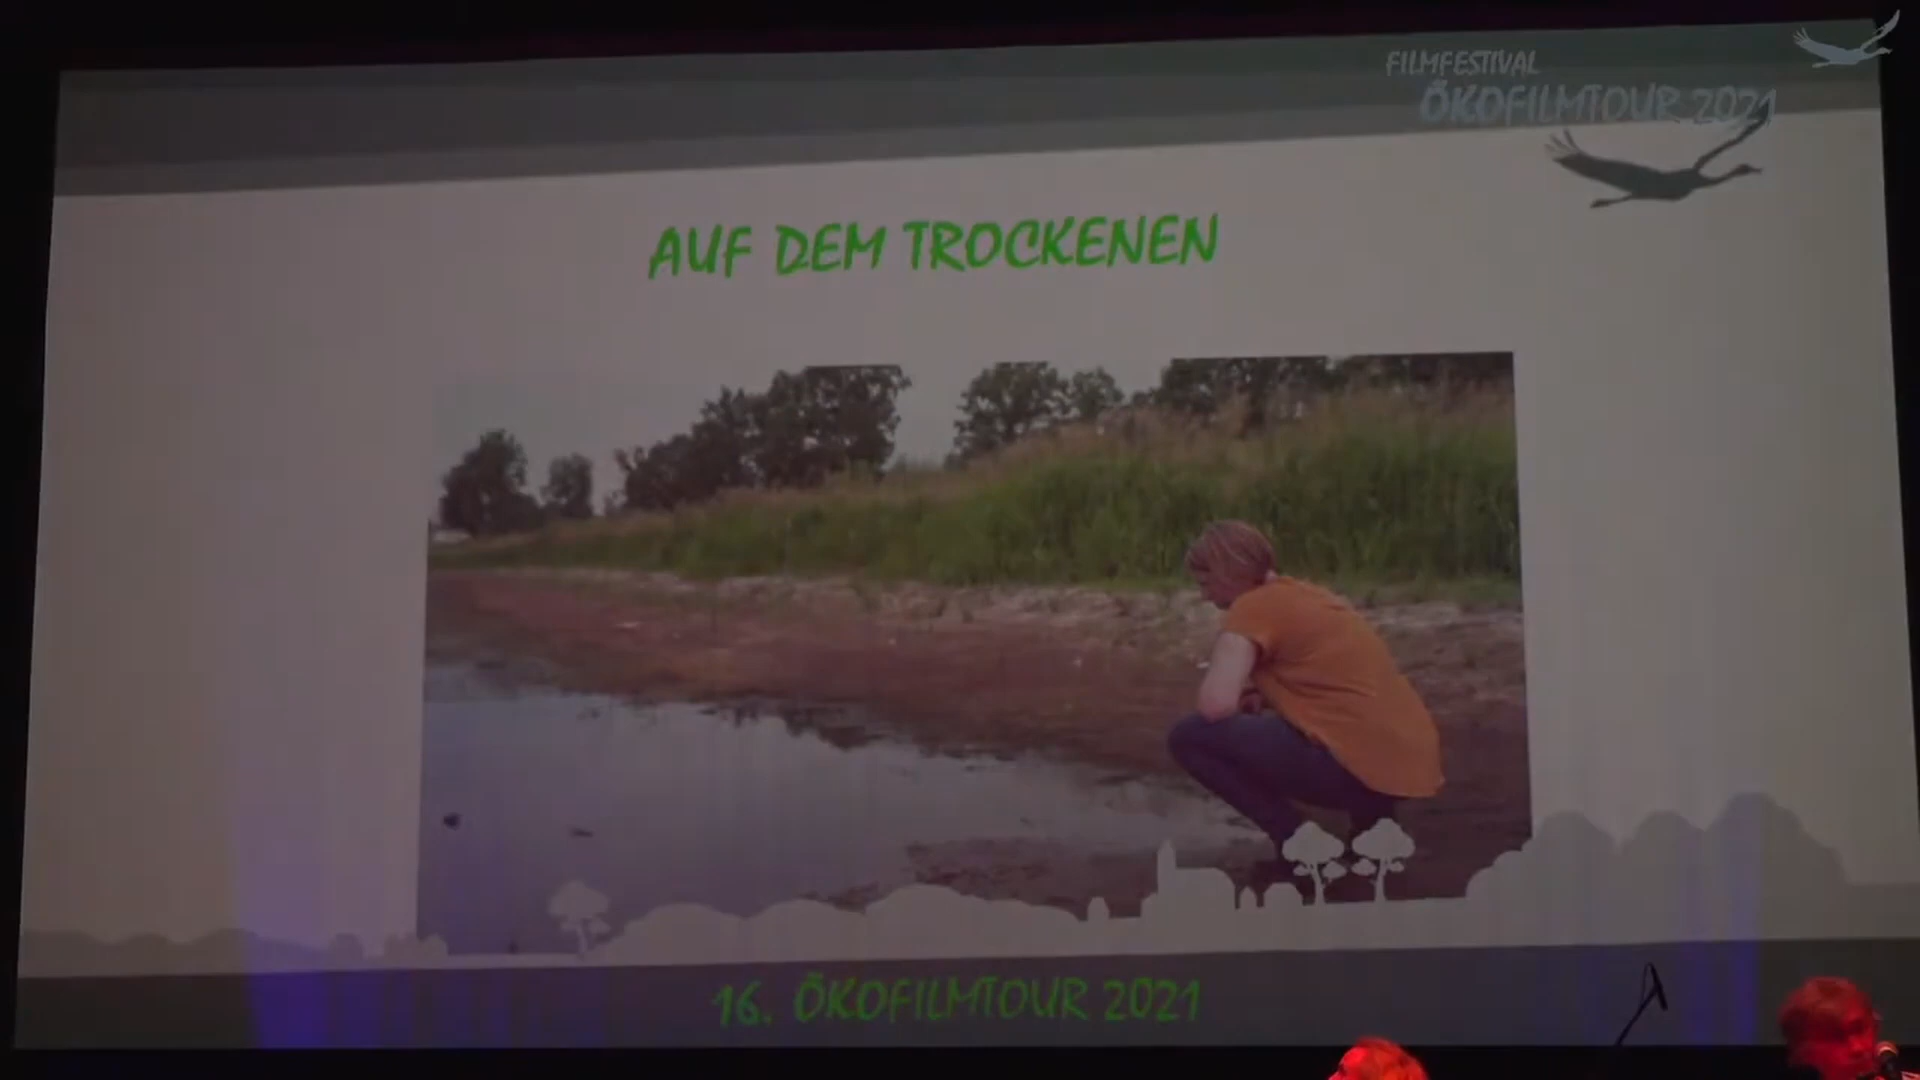 FILMFESTIVAL
ÖKOFILMTOUR 2021
AUF DEM TROCKENEN
16. ÖKOFILMTOUR 2021